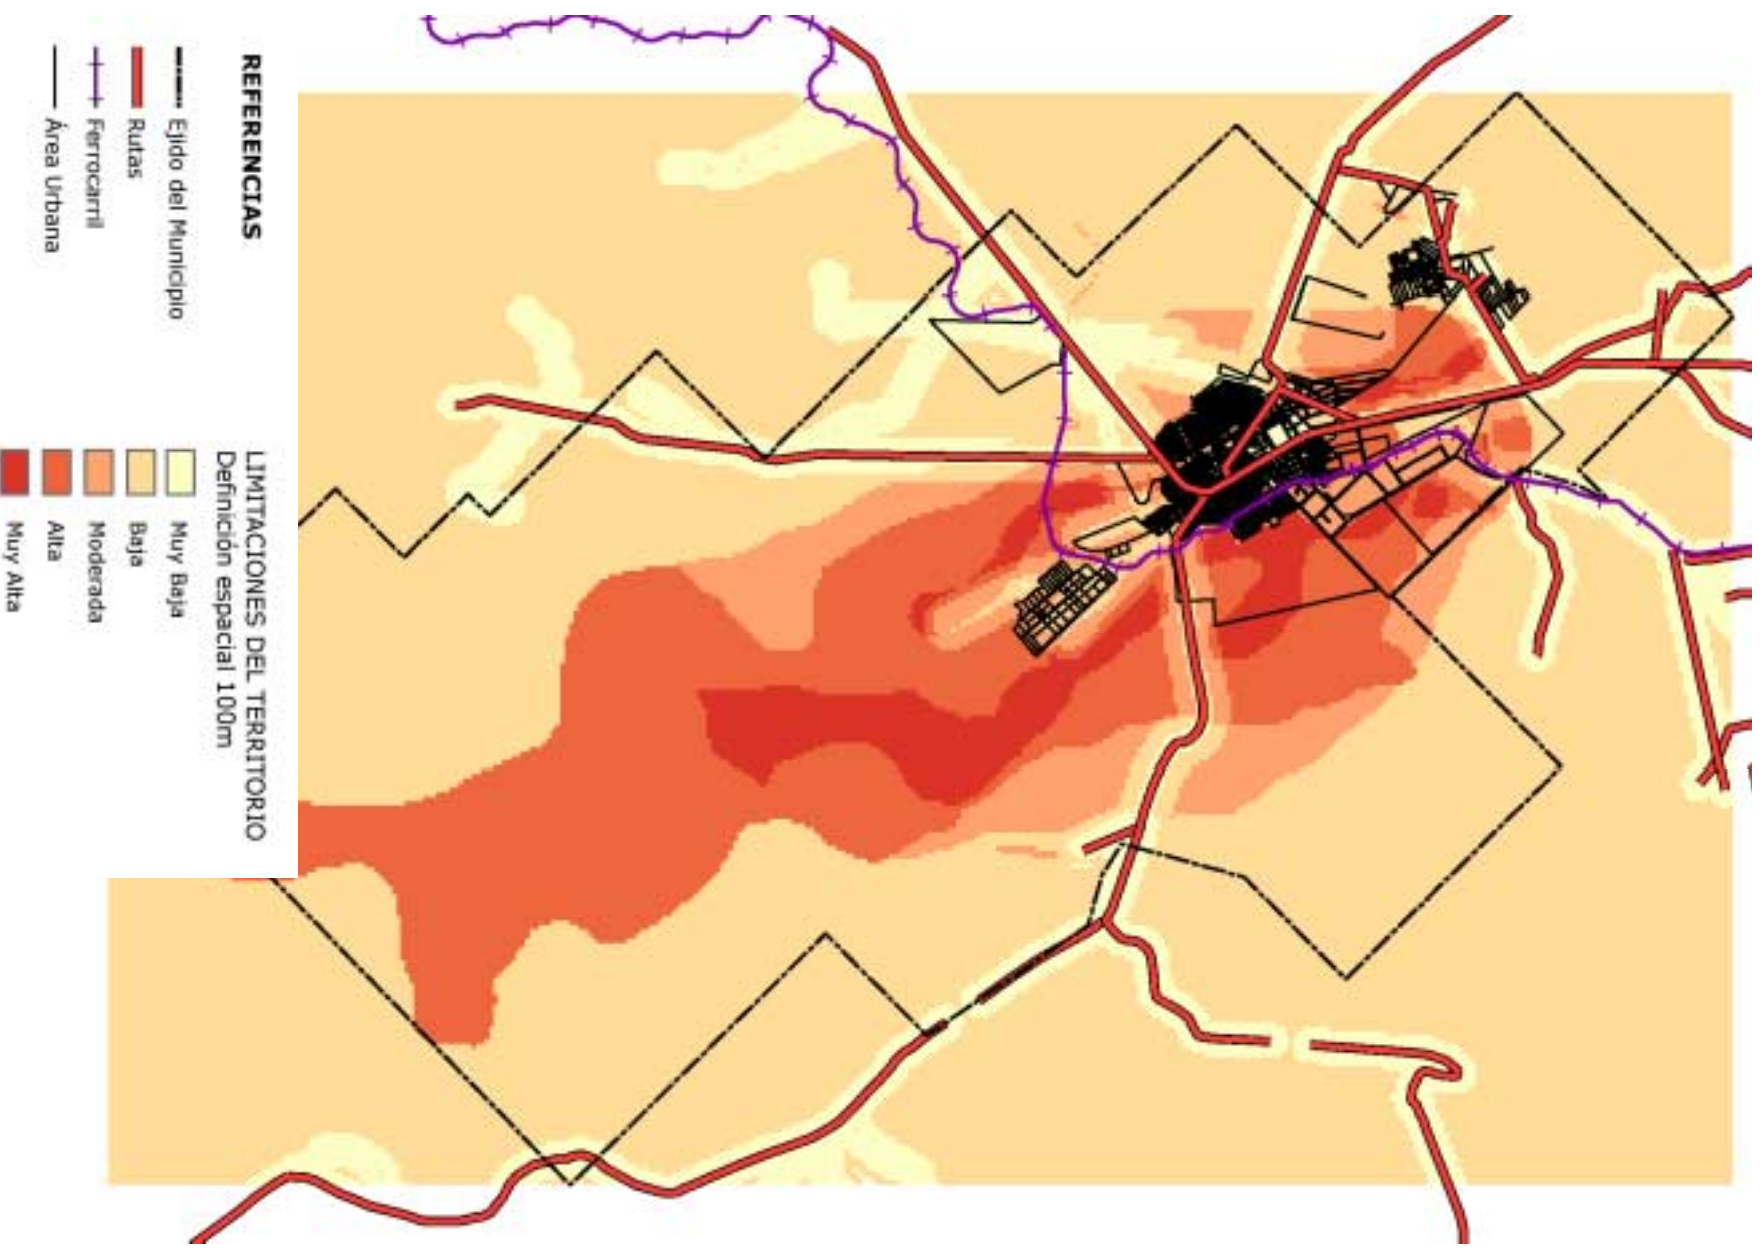 REFERENCIAS
Ejido del Municipio
Rutas
Ferrocarril
Área Urbana
LIMITACIONES DEL TERRITORIO
Definición espacial 100m
Muy Baja
Baja
Moderada
Alta
Muy Alta